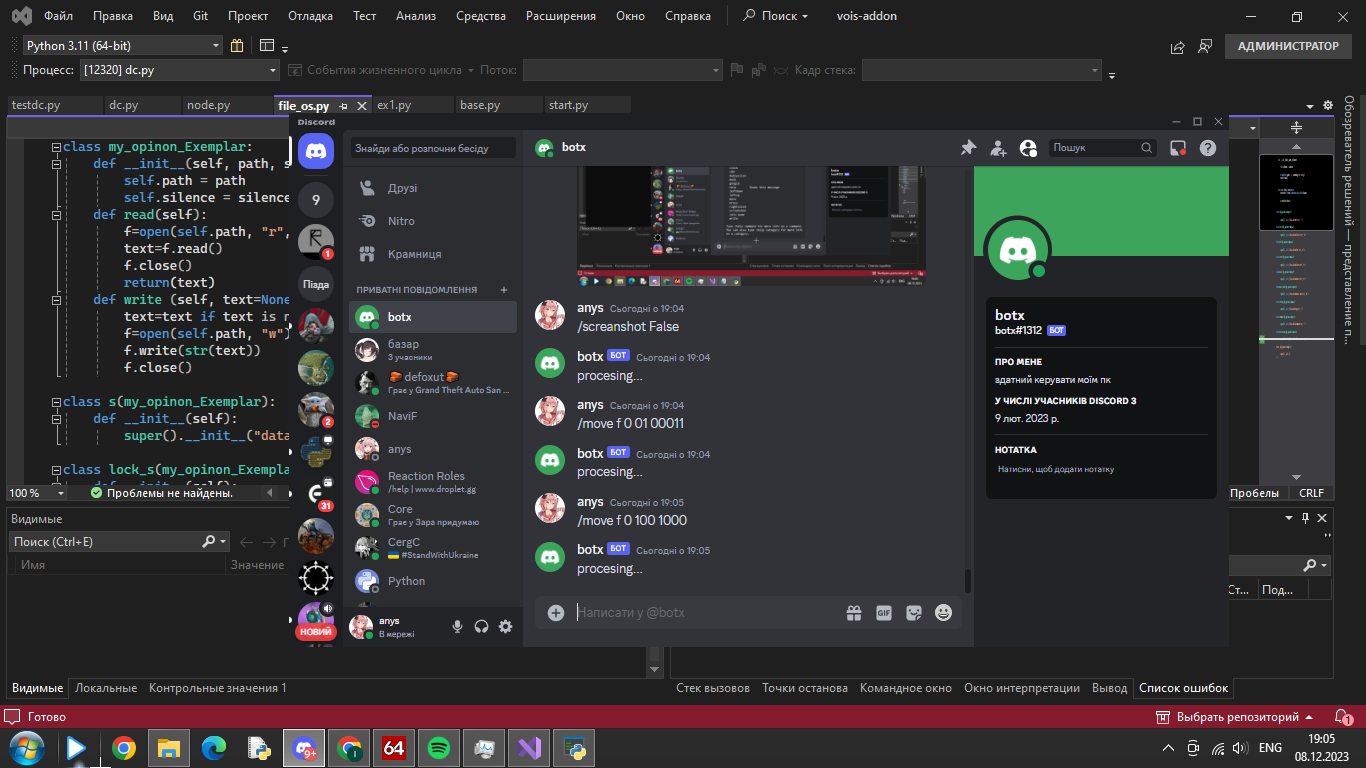 Файл Правка Вид Git Проект Отладка Тест Анализ Средства Расширения Окно Справка Поиск vois-addon
Python 3.11 (64-bit)
АДМИНИСТРАТОР
Процесс: [12320] dc.py События жизненного цикла Поток: Кадр стека:
testdc.py dc.py node.py file_os.py ex1.py base.py start.py
class my_opinon_Exemplar:
def __init__(self, path, s
self.path = path
self.silence = silence
def read(self):
f=open(self.path, "r",
text=f.read()
f.close()
return(text)
def write (self, text=None
text=text if text is n
f=open(self.path, "w")
f.write(str(text))
f.close()
class s(my_opinon_Exemplar):
def __init__(self):
super().__init__("data
class lock_s(my_opinon_Exempla
100 % Проблемы не найдены.
Пробелы CRLF
Видимые
Поиск (Ctrl+E)
Имя Значение
Ст... Под...
Видимые Локальные Контрольные значения 1
Стек вызовов Точки останова Командное окно Окно интерпретации Вывод Список ошибок
Готово
Выбрать репозиторий 1
Обозреватель решений — представление п...
Discord
9
1
Пізда
2
31
НОВИЙ
Знайди або розпочни бесіду
Друзі
Nitro
Крамниця
ПРИВАТНІ ПОВІДОМЛЕННЯ +
botx
базар
3 учасники
defoxut
Грає у Grand Theft Auto San ...
NaviF
anys
Reaction Roles
/help | www.droplet.gg
Core
Грає у Зара придумаю
CergC
#StandWithUkraine
Python
anys
В мережі
botx
Пошук
anys Сьогодні о 19:04
/screanshot False
botx БОТ Сьогодні о 19:04
procesing...
anys Сьогодні о 19:04
/move f 0 01 00011
botx БОТ Сьогодні о 19:04
procesing...
anys Сьогодні о 19:05
/move f 0 100 1000
botx БОТ Сьогодні о 19:05
procesing...
Написати у @botx
GIF
botx
botx#1312 БОТ
ПРО МЕНЕ
здатний керувати моїм пк
У ЧИСЛІ УЧАСНИКІВ DISCORD З
9 лют. 2023 р.
НОТАТКА
Натисни, щоб додати нотатку
9+
64
ENG
19:05
08.12.2023